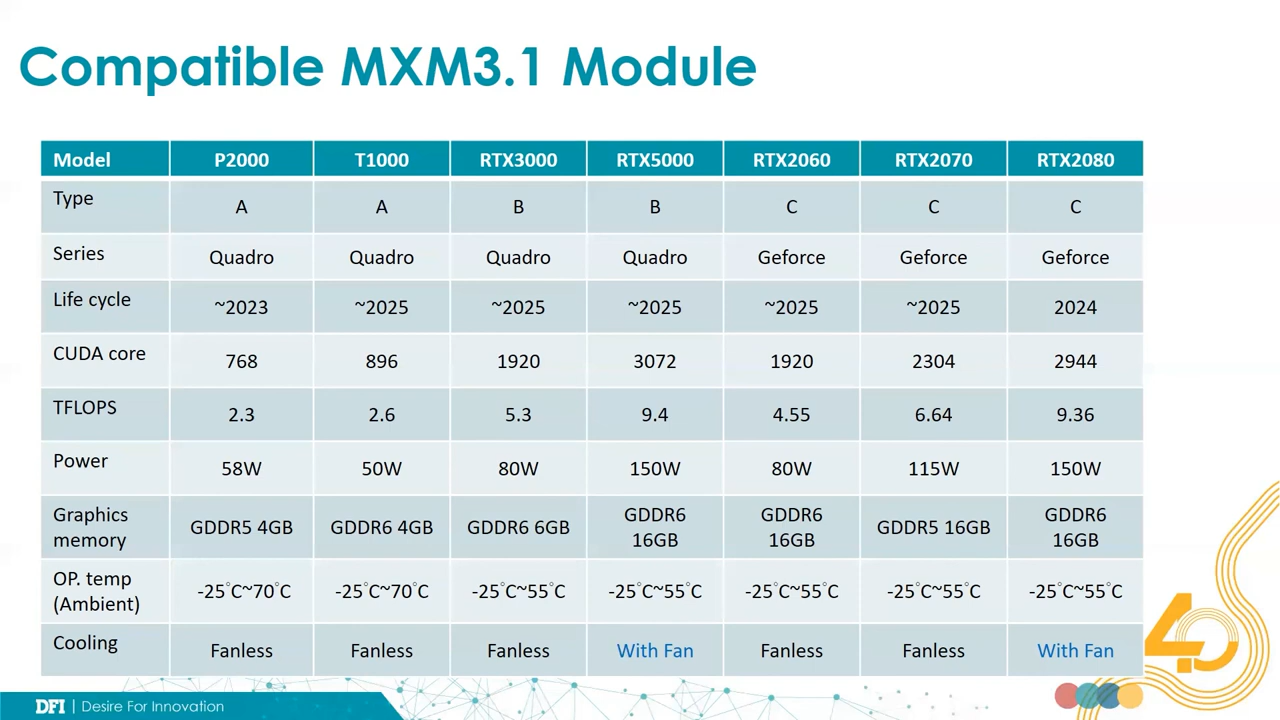 Compatible MXM3.1 Module
Model P2000 T1000 RTX3000 RTX5000 RTX2060 RTX2070 RTX2080
Type A A B B C C C
Series Quadro Quadro Quadro Quadro Geforce Geforce Geforce
Life cycle ~2023 ~2025 ~2025 ~2025 ~2025 ~2025 2024
CUDA core 768 896 1920 3072 1920 2304 2944
TFLOPS 2.3 2.6 5.3 9.4 4.55 6.64 9.36
Power 58W 50W 80W 150W 80W 115W 150W
Graphics memory GDDR5 4GB GDDR6 4GB GDDR6 6GB GDDR6 16GB GDDR6 16GB GDDR5 16GB GDDR6 16GB
OP. temp (Ambient) -25°C~70°C -25°C~70°C -25°C~55°C -25°C~55°C -25°C~55°C -25°C~55°C -25°C~55°C
Cooling Fanless Fanless Fanless With Fan Fanless Fanless With Fan
40
DFI | Desire For Innovation